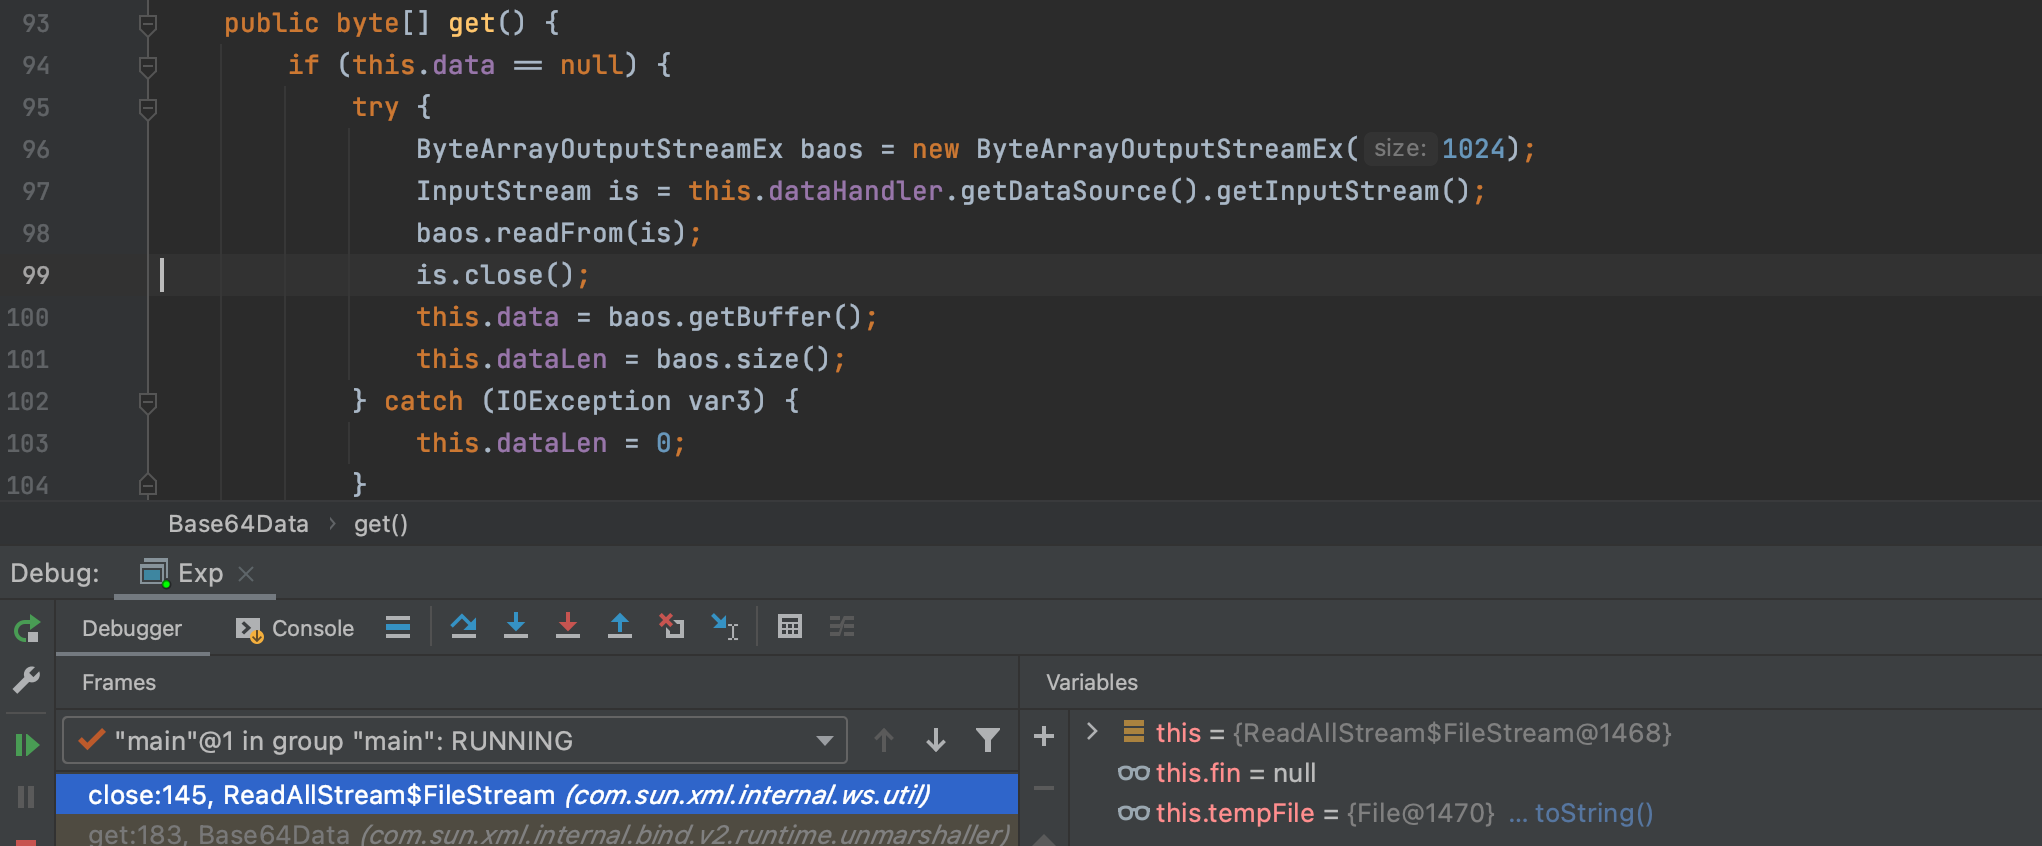 93 public byte[] get() {
94 if (this.data == null) {
95 try {
96 ByteArrayOutputStreamEx baos = new ByteArrayOutputStreamEx( size: 1024);
97 InputStream is = this.dataHandler.getDataSource().getInputStream();
98 baos.readFrom(is);
99 is.close();
100 this.data = baos.getBuffer();
101 this.dataLen = baos.size();
102 } catch (IOException var3) {
103 this.dataLen = 0;
104 }
Base64Data › get()
Debug: Exp
Debugger Console
Frames
Variables
"main"@1 in group "main": RUNNING
close:145, ReadAllStream$FileStream (com.sun.xml.internal.ws.util)
get:183, Base64Data (com.sun.xml.internal.bind.v2.runtime.unmarshaller)
this = {ReadAllStream$FileStream@1468}
this.fin = null
this.tempFile = {File@1470} ... toString()